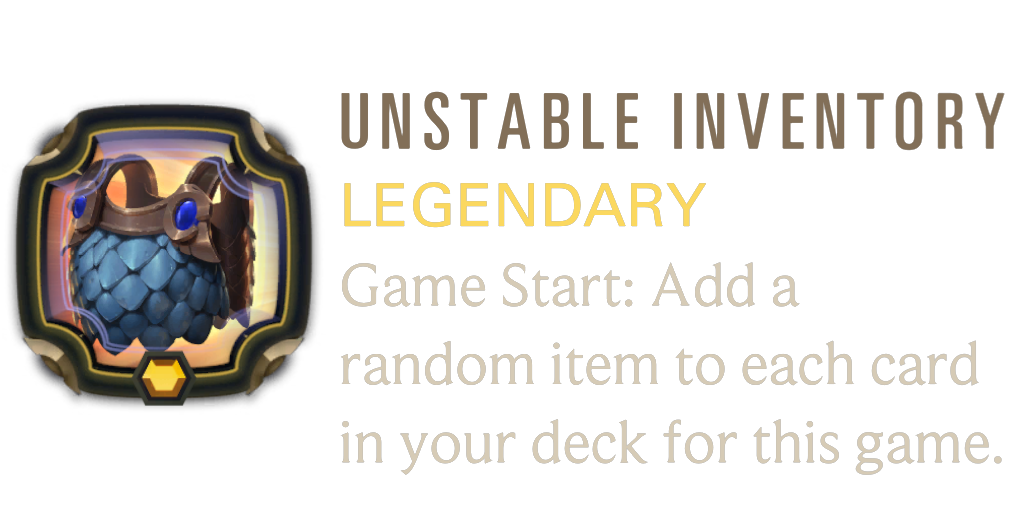 UNSTABLE INVENTORY
LEGENDARY
Game Start: Add a
random item to each card
in your deck for this game.